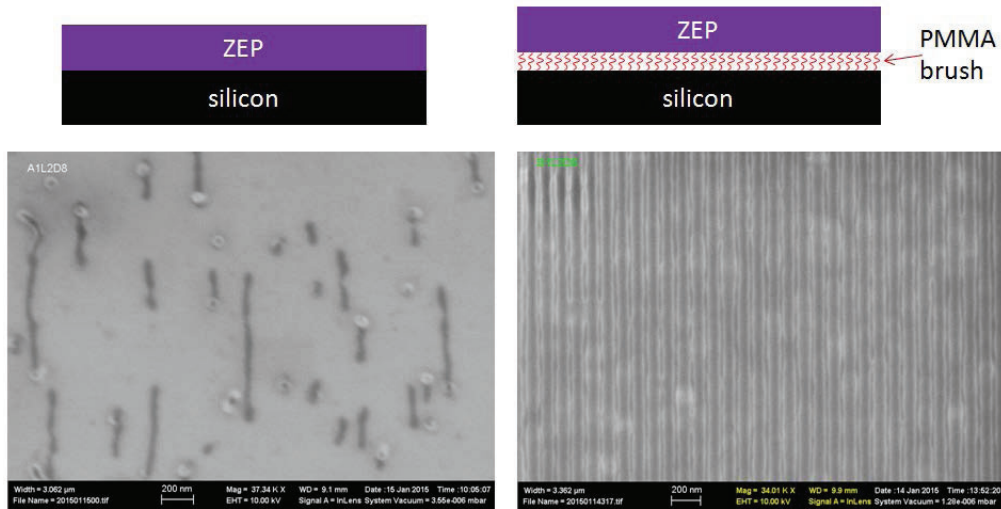 ZEP
silicon
ZEP
silicon
PMMA
brush
A1L2D8
Width = 3.062 µm
File Name = 2015011500.tif
200 nm
Mag = 37.34 K X WD = 9.1 mm Date :15 Jan 2015 Time :10:05:07
EHT = 10.00 kV Signal A = InLens System Vacuum = 3.55e-006 mbar
Width = 3.362 µm
File Name = 20150114317.tif
200 nm
Mag = 34.01 K X WD = 9.9 mm Date :14 Jan 2015 Time :13:52:20
EHT = 10.00 kV Signal A = InLens System Vacuum = 1.28e-006 mbar